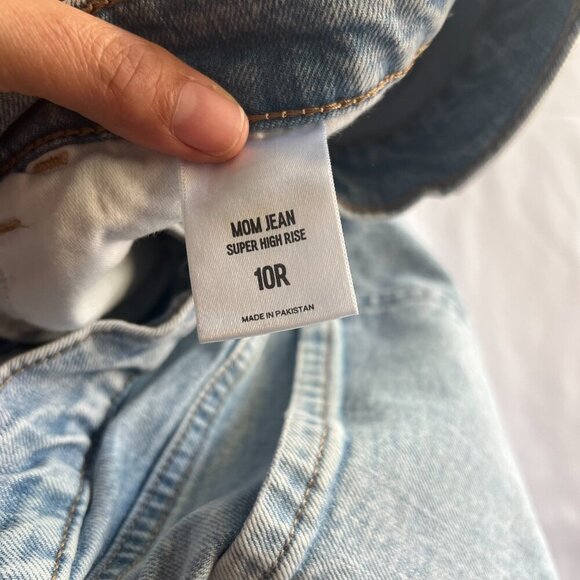 MOM JEAN
SUPER HIGH RISE
10R
MADE IN PAKISTAN